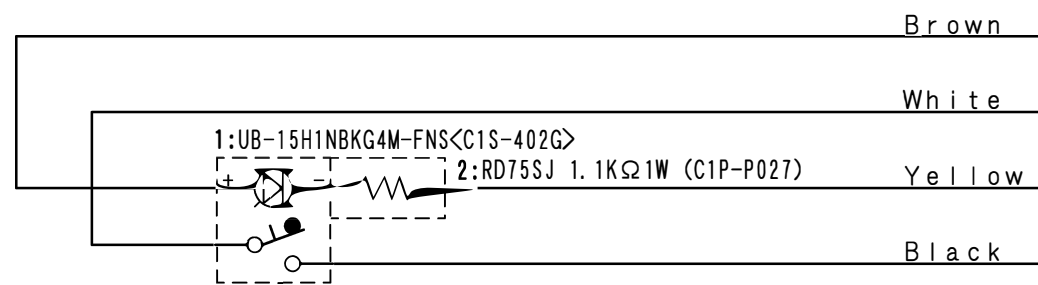 Brown
White
1:UB-15H1NBKG4M-FNS<C1S-402G>
2:RD75SJ 1.1KΩ1W (C1P-P027)
Yellow
+ −
Black